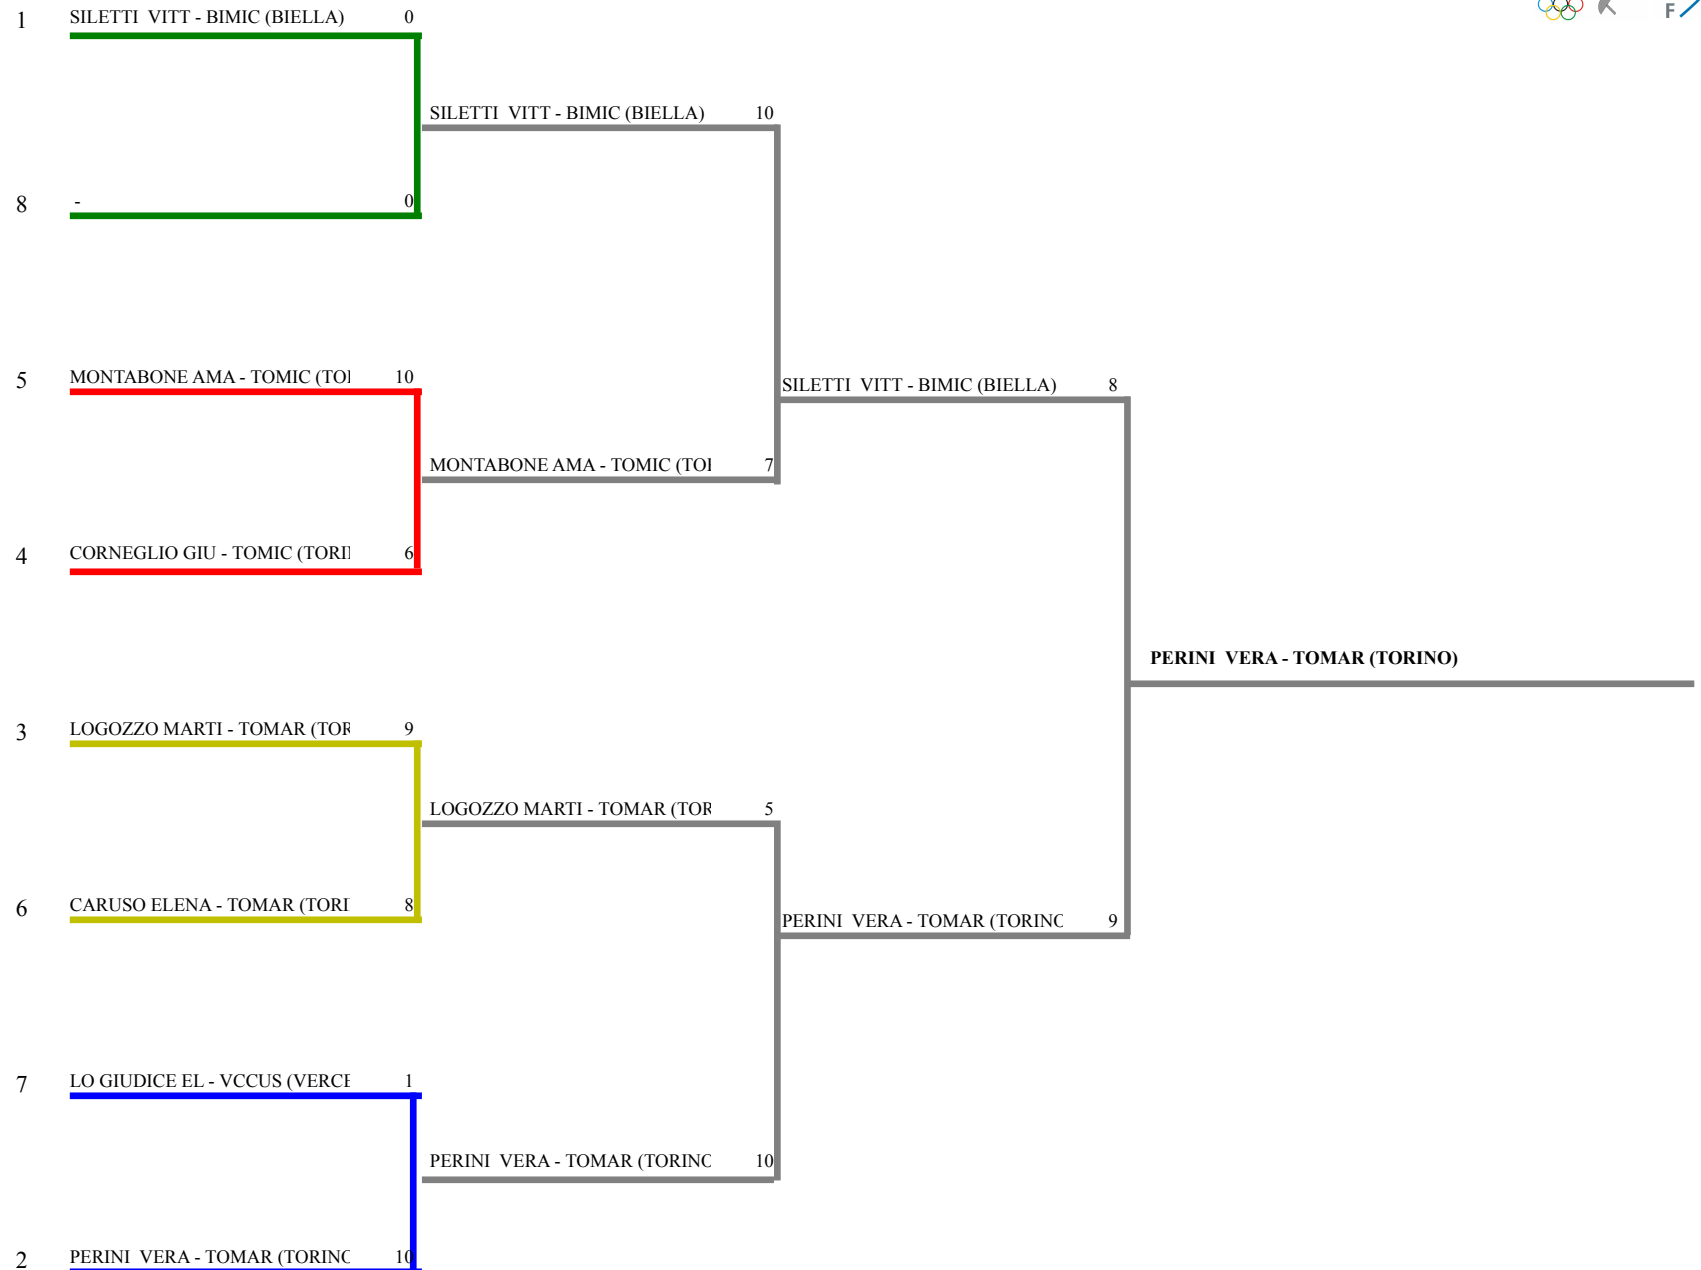 1 SILETTI VITT - BIMIC (BIELLA) 0
F
SILETTI VITT - BIMIC (BIELLA) 10
8 - 0
5 MONTABONE AMA - TOMIC (TOI 10
SILETTI VITT - BIMIC (BIELLA) 8
MONTABONE AMA - TOMIC (TOI 7
4 CORNEGLIO GIU - TOMIC (TORII 6
PERINI VERA - TOMAR (TORINO)
3 LOGOZZO MARTI - TOMAR (TOR 9
LOGOZZO MARTI - TOMAR (TOR 5
6 CARUSO ELENA - TOMAR (TORI 8
PERINI VERA - TOMAR (TORINC 9
7 LO GIUDICE EL - VCCUS (VERCE 1
PERINI VERA - TOMAR (TORINC 10
2 PERINI VERA - TOMAR (TORINC 10